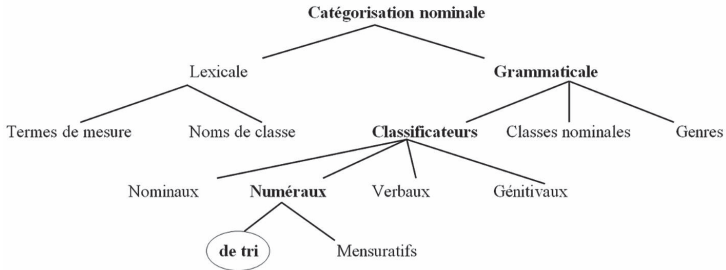 Catégorisation nominale
Lexicale Grammaticale
Termes de mesure Noms de classe Classificateurs Classes nominales Genres
Nominaux Numéraux Verbaux Génitivaux
de tri Mensuratifs